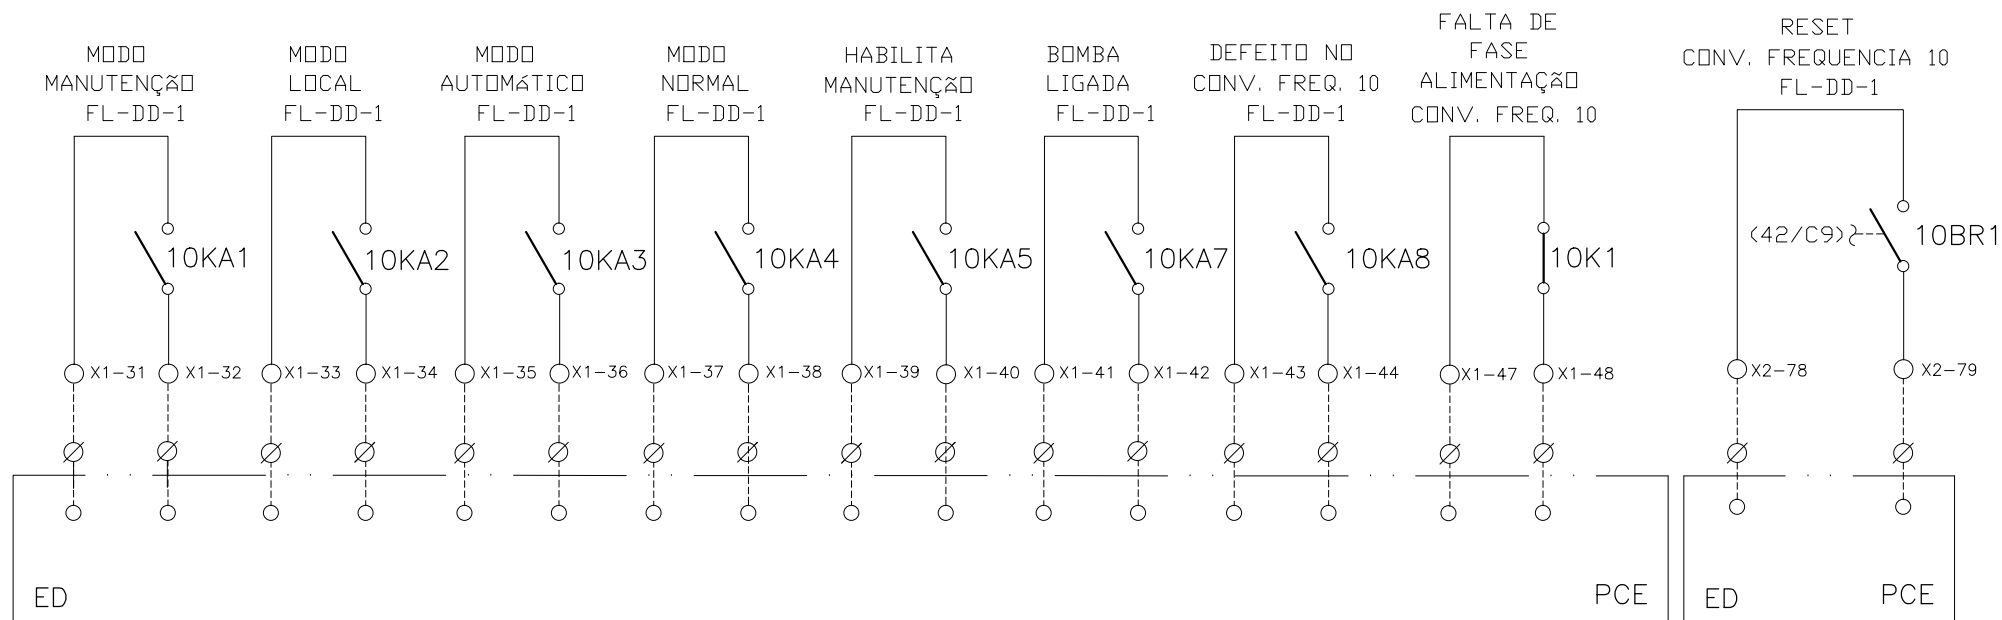 MODO
MANUTENÇÃO
FL-DD-1
MODO
LOCAL
FL-DD-1
MODO
AUTOMÁTICO
FL-DD-1
MODO
NORMAL
FL-DD-1
HABILITA
MANUTENÇÃO
FL-DD-1
BOMBA
LIGADA
FL-DD-1
DEFEITO NO
CONV. FREQ. 10
FL-DD-1
FALTA DE
FASE
ALIMENTAÇÃO
CONV. FREQ. 10
RESET
CONV. FREQUENCIA 10
FL-DD-1
10KA1
10KA2
10KA3
10KA4
10KA5
10KA7
10KA8
10K1
(42/C9)
10BR1
X1-31
X1-32
X1-33
X1-34
X1-35
X1-36
X1-37
X1-38
X1-39
X1-40
X1-41
X1-42
X1-43
X1-44
X1-47
X1-48
X2-78
X2-79
ED
PCE
ED
PCE